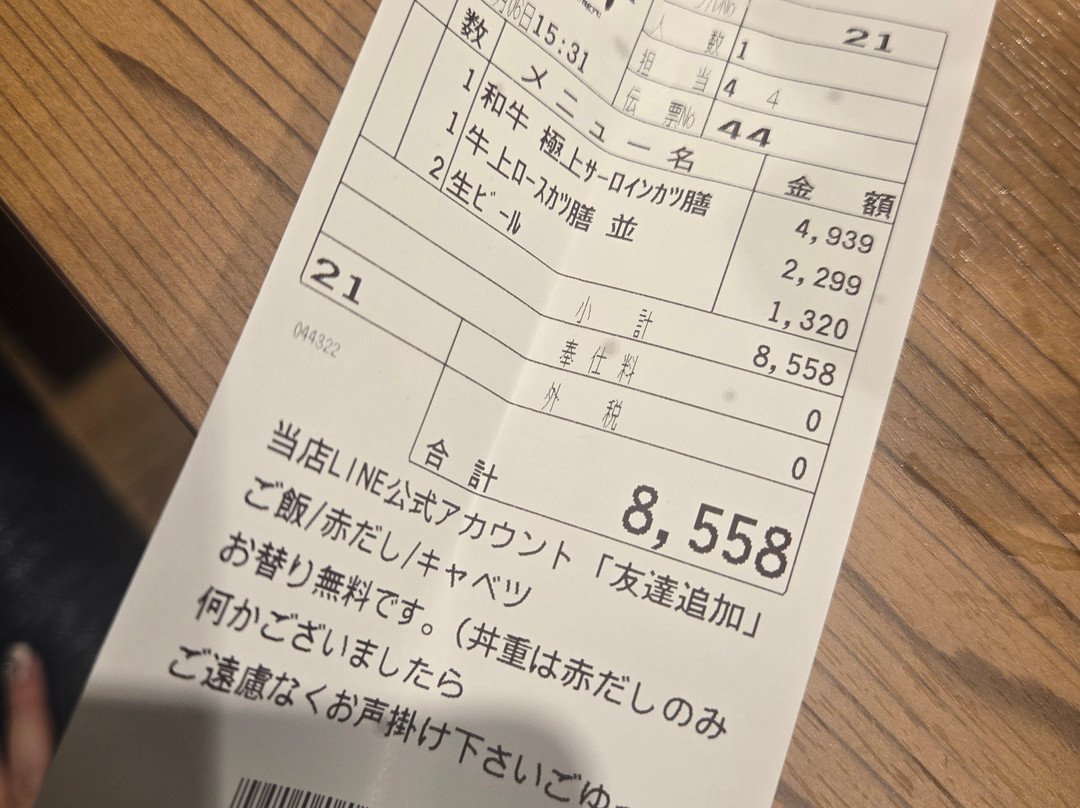 21
人 数 1
06日15:31
担 当 4 4
伝 票No 44
数 メ ニ ュ ー 名 金 額
1 和牛 極上サーロインカツ膳 4,939
1 牛上ロースカツ膳 並 2,299
2 生ビール 1,320
小 計 8,558
奉 仕 料 0
外 税 0
21 合 計 8,558
044322
当店LINE公式アカウント「友達追加」
ご飯/赤だし/キャベツ
お替り無料です。(丼重は赤だしのみ
何かございましたら
ご遠慮なくお声掛け下さいごゆ